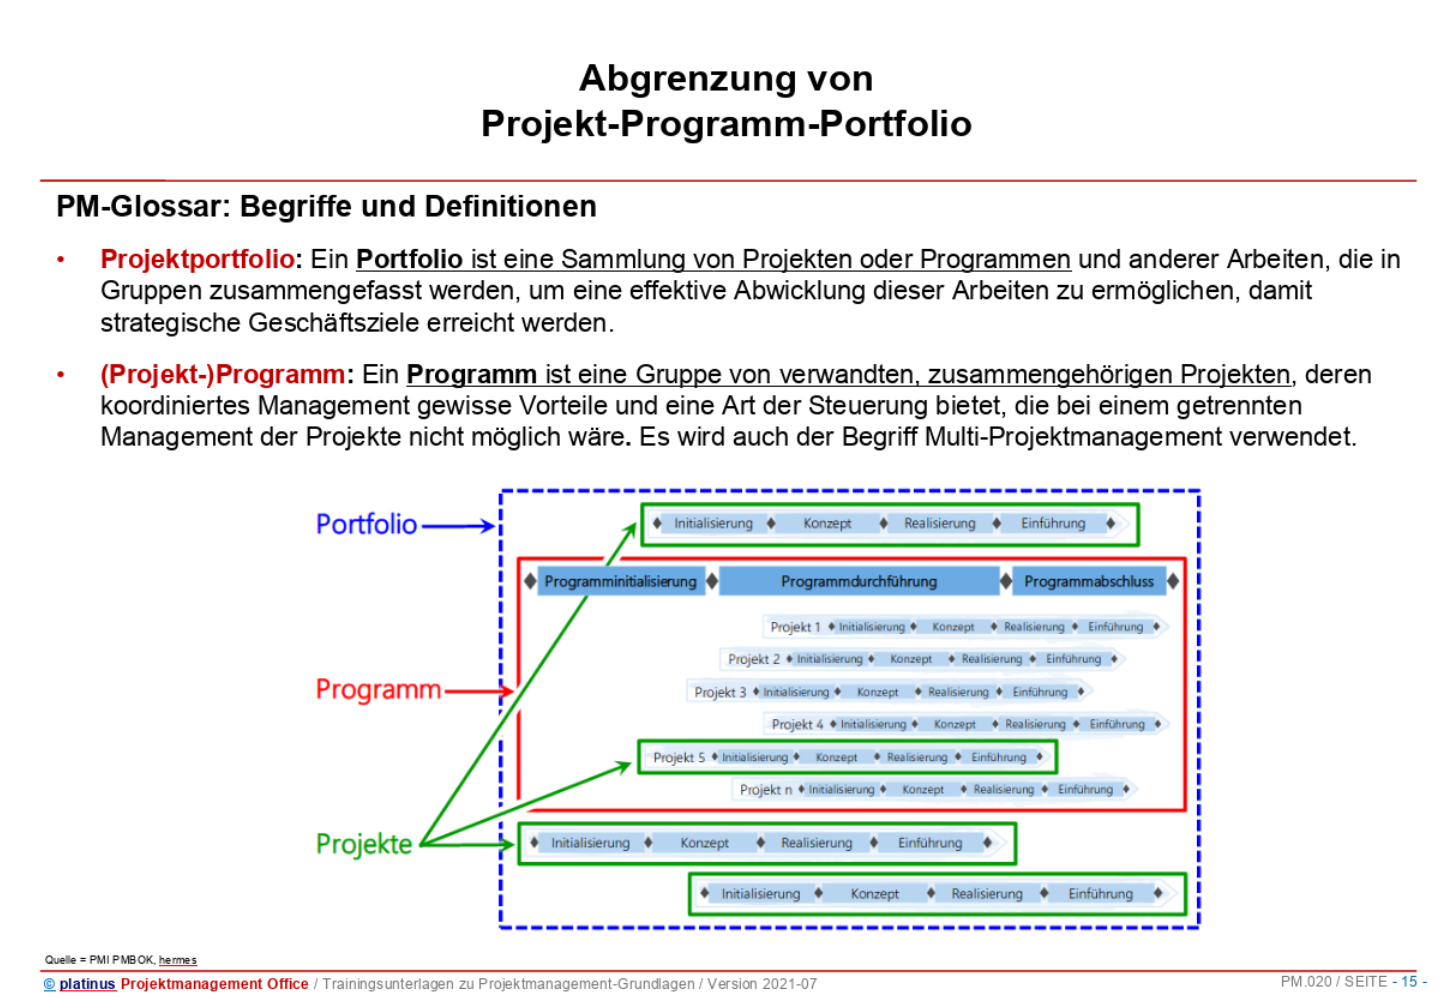 Abgrenzung von
Projekt-Programm-Portfolio
PM-Glossar: Begriffe und Definitionen
• Projektportfolio: Ein Portfolio ist eine Sammlung von Projekten oder Programmen und anderer Arbeiten, die in
Gruppen zusammengefasst werden, um eine effektive Abwicklung dieser Arbeiten zu ermöglichen, damit
strategische Geschäftsziele erreicht werden.
• (Projekt-)Programm: Ein Programm ist eine Gruppe von verwandten, zusammengehörigen Projekten, deren
koordiniertes Management gewisse Vorteile und eine Art der Steuerung bietet, die bei einem getrennten
Management der Projekte nicht möglich wäre. Es wird auch der Begriff Multi-Projektmanagement verwendet.
Portfolio
Initialisierung Konzept Realisierung Einführung
Programminitialisierung Programmdurchführung Programmabschluss
Projekt 1 Initialisierung Konzept Realisierung Einführung
Projekt 2 Initialisierung Konzept Realisierung Einführung
Programm
Projekt 3 Initialisierung Konzept Realisierung Einführung
Projekt 4 Initialisierung Konzept Realisierung Einführung
Projekt 5 Initialisierung Konzept Realisierung Einführung
Projekt n Initialisierung Konzept Realisierung Einführung
Projekte
Initialisierung Konzept Realisierung Einführung
Initialisierung Konzept Realisierung Einführung
Quelle = PMI PMBOK, hermes
© platinus Projektmanagement Office / Trainingsunterlagen zu Projektmanagement-Grundlagen / Version 2021-07
PM.020 / SEITE - 15 -